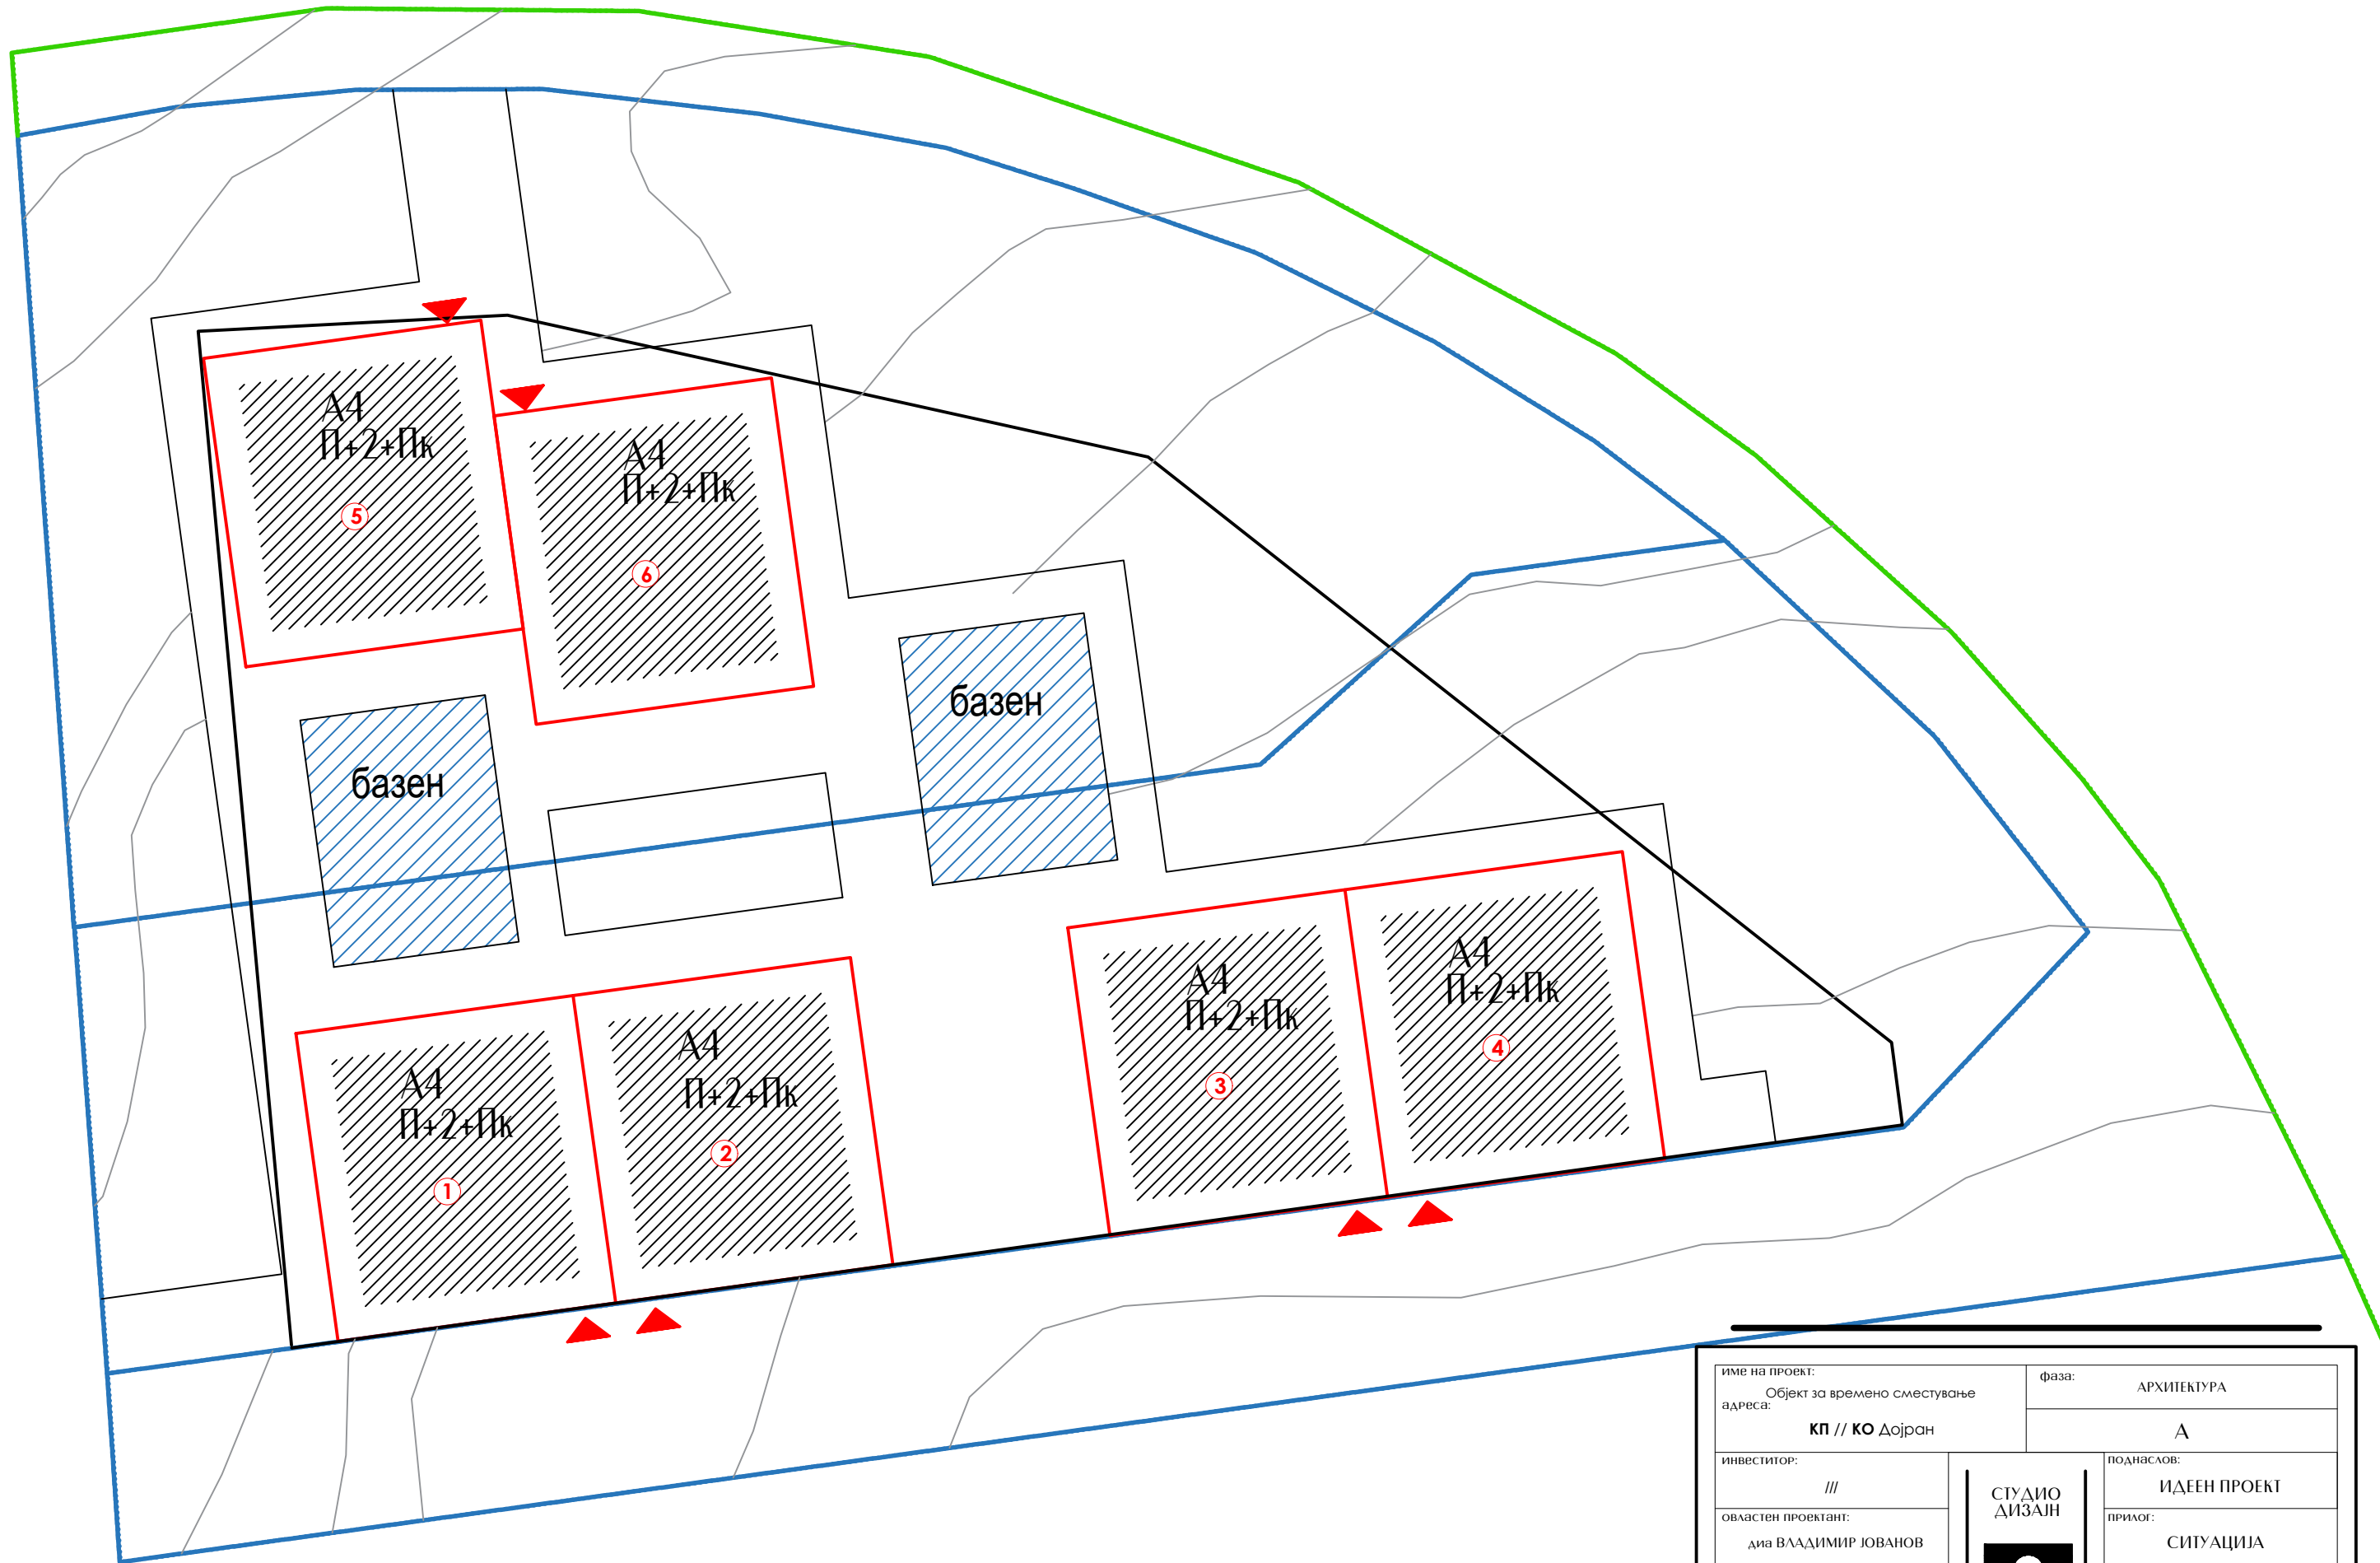 А4
П+2+Пк
5
А4
П+2+Пк
6
базен
базен
А4
П+2+Пк
1
А4
П+2+Пк
2
А4
П+2+Пк
3
А4
П+2+Пк
4
име на проект:
Објект за времено сместување
адреса:
КП // КО Дојран
фаза:
АРХИТЕКТУРА
А
инвеститор:
///
СТУДИО
ДИЗАЈН
поднаслов:
ИДЕЕН ПРОЕКТ
овластен проектант:
диа ВЛАДИМИР ЈОВАНОВ
прилог:
СИТУАЦИЈА